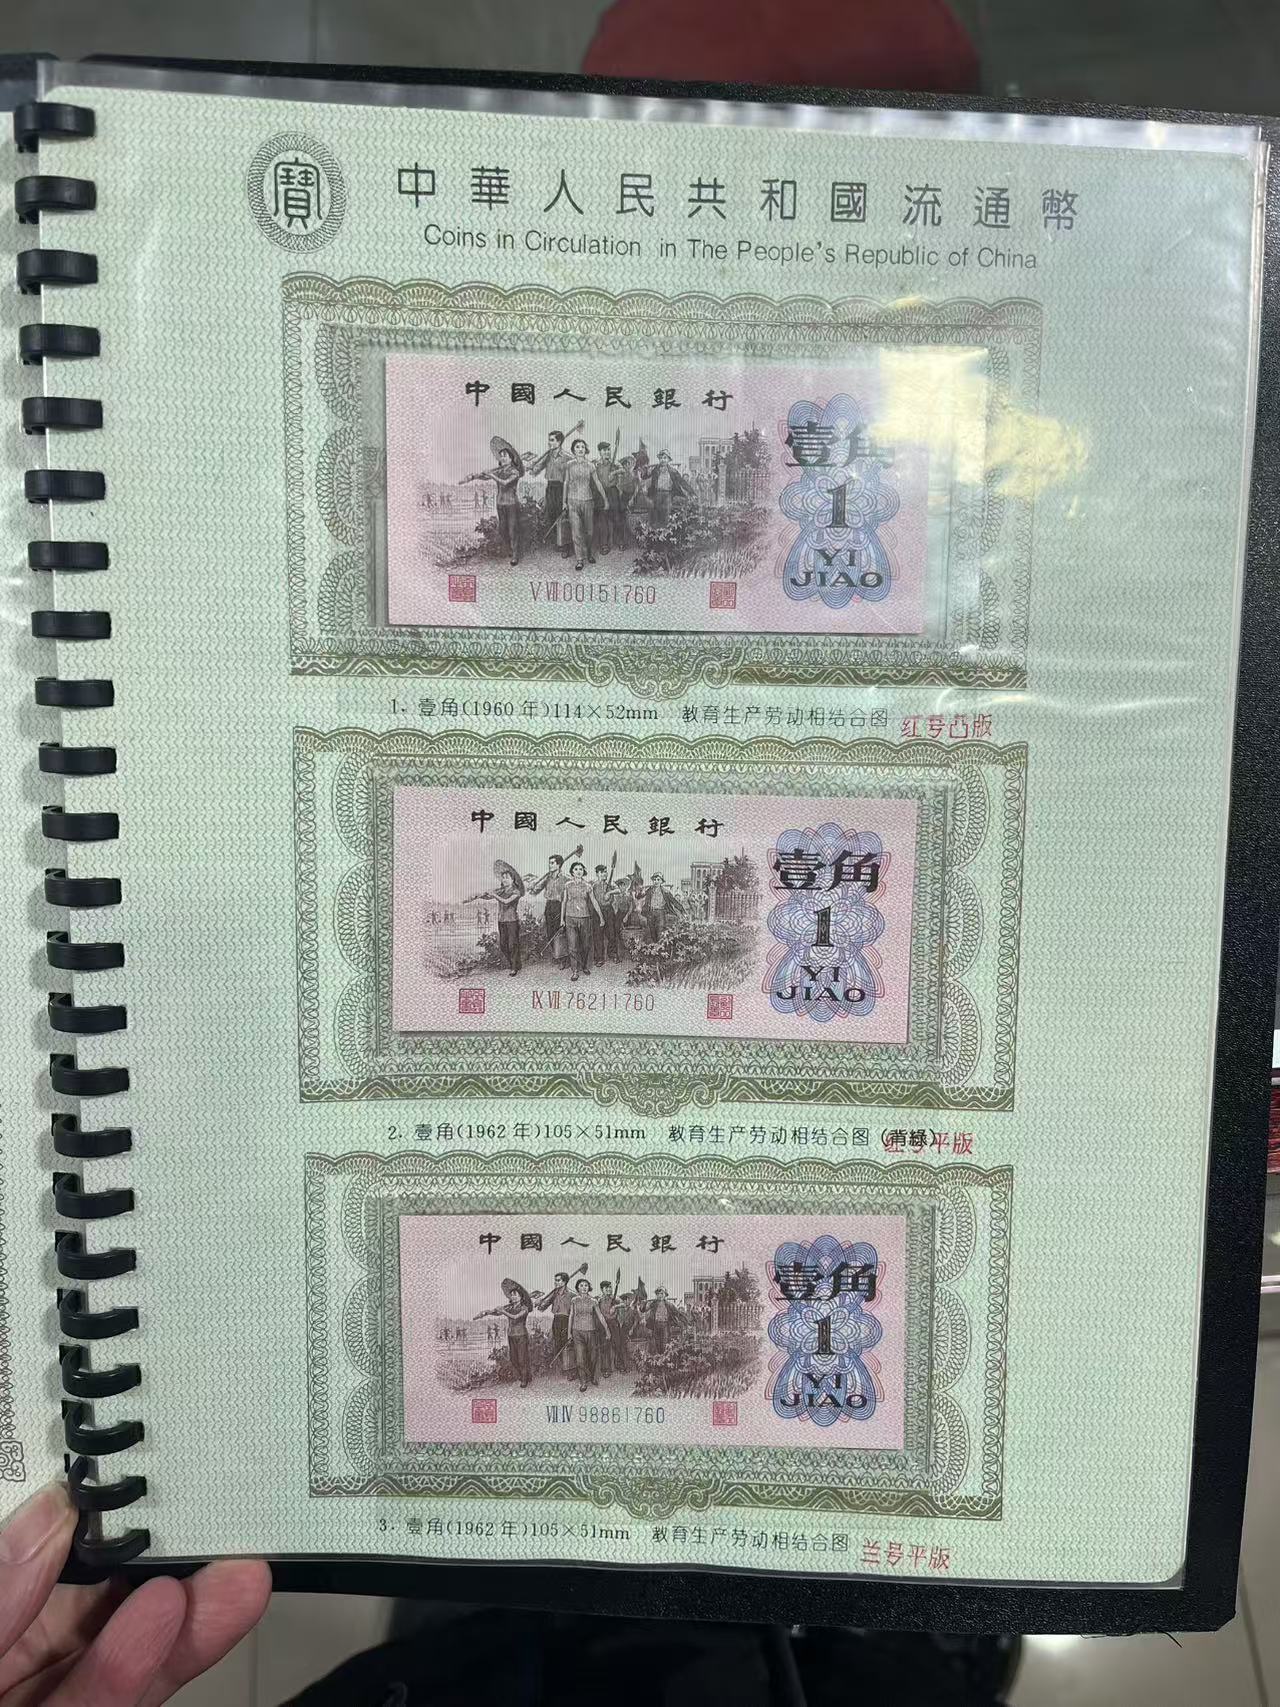 寶
中華人民共和國流通幣
Coins in Circulation in The People's Republic of China
中國人民銀行
壹角
1
YI
JIAO
V VII 00151760
1. 壹角(1960年)114×52mm 教育生产劳动相结合图 红号凸版
中國人民銀行
壹角
1
YI
JIAO
IX VII 76211760
2. 壹角(1962年)105×51mm 教育生产劳动相结合图 (背綠) 红号平版
中國人民銀行
壹角
1
YI
JIAO
VIII IV 98861760
3. 壹角(1962年)105×51mm 教育生产劳动相结合图 兰号平版